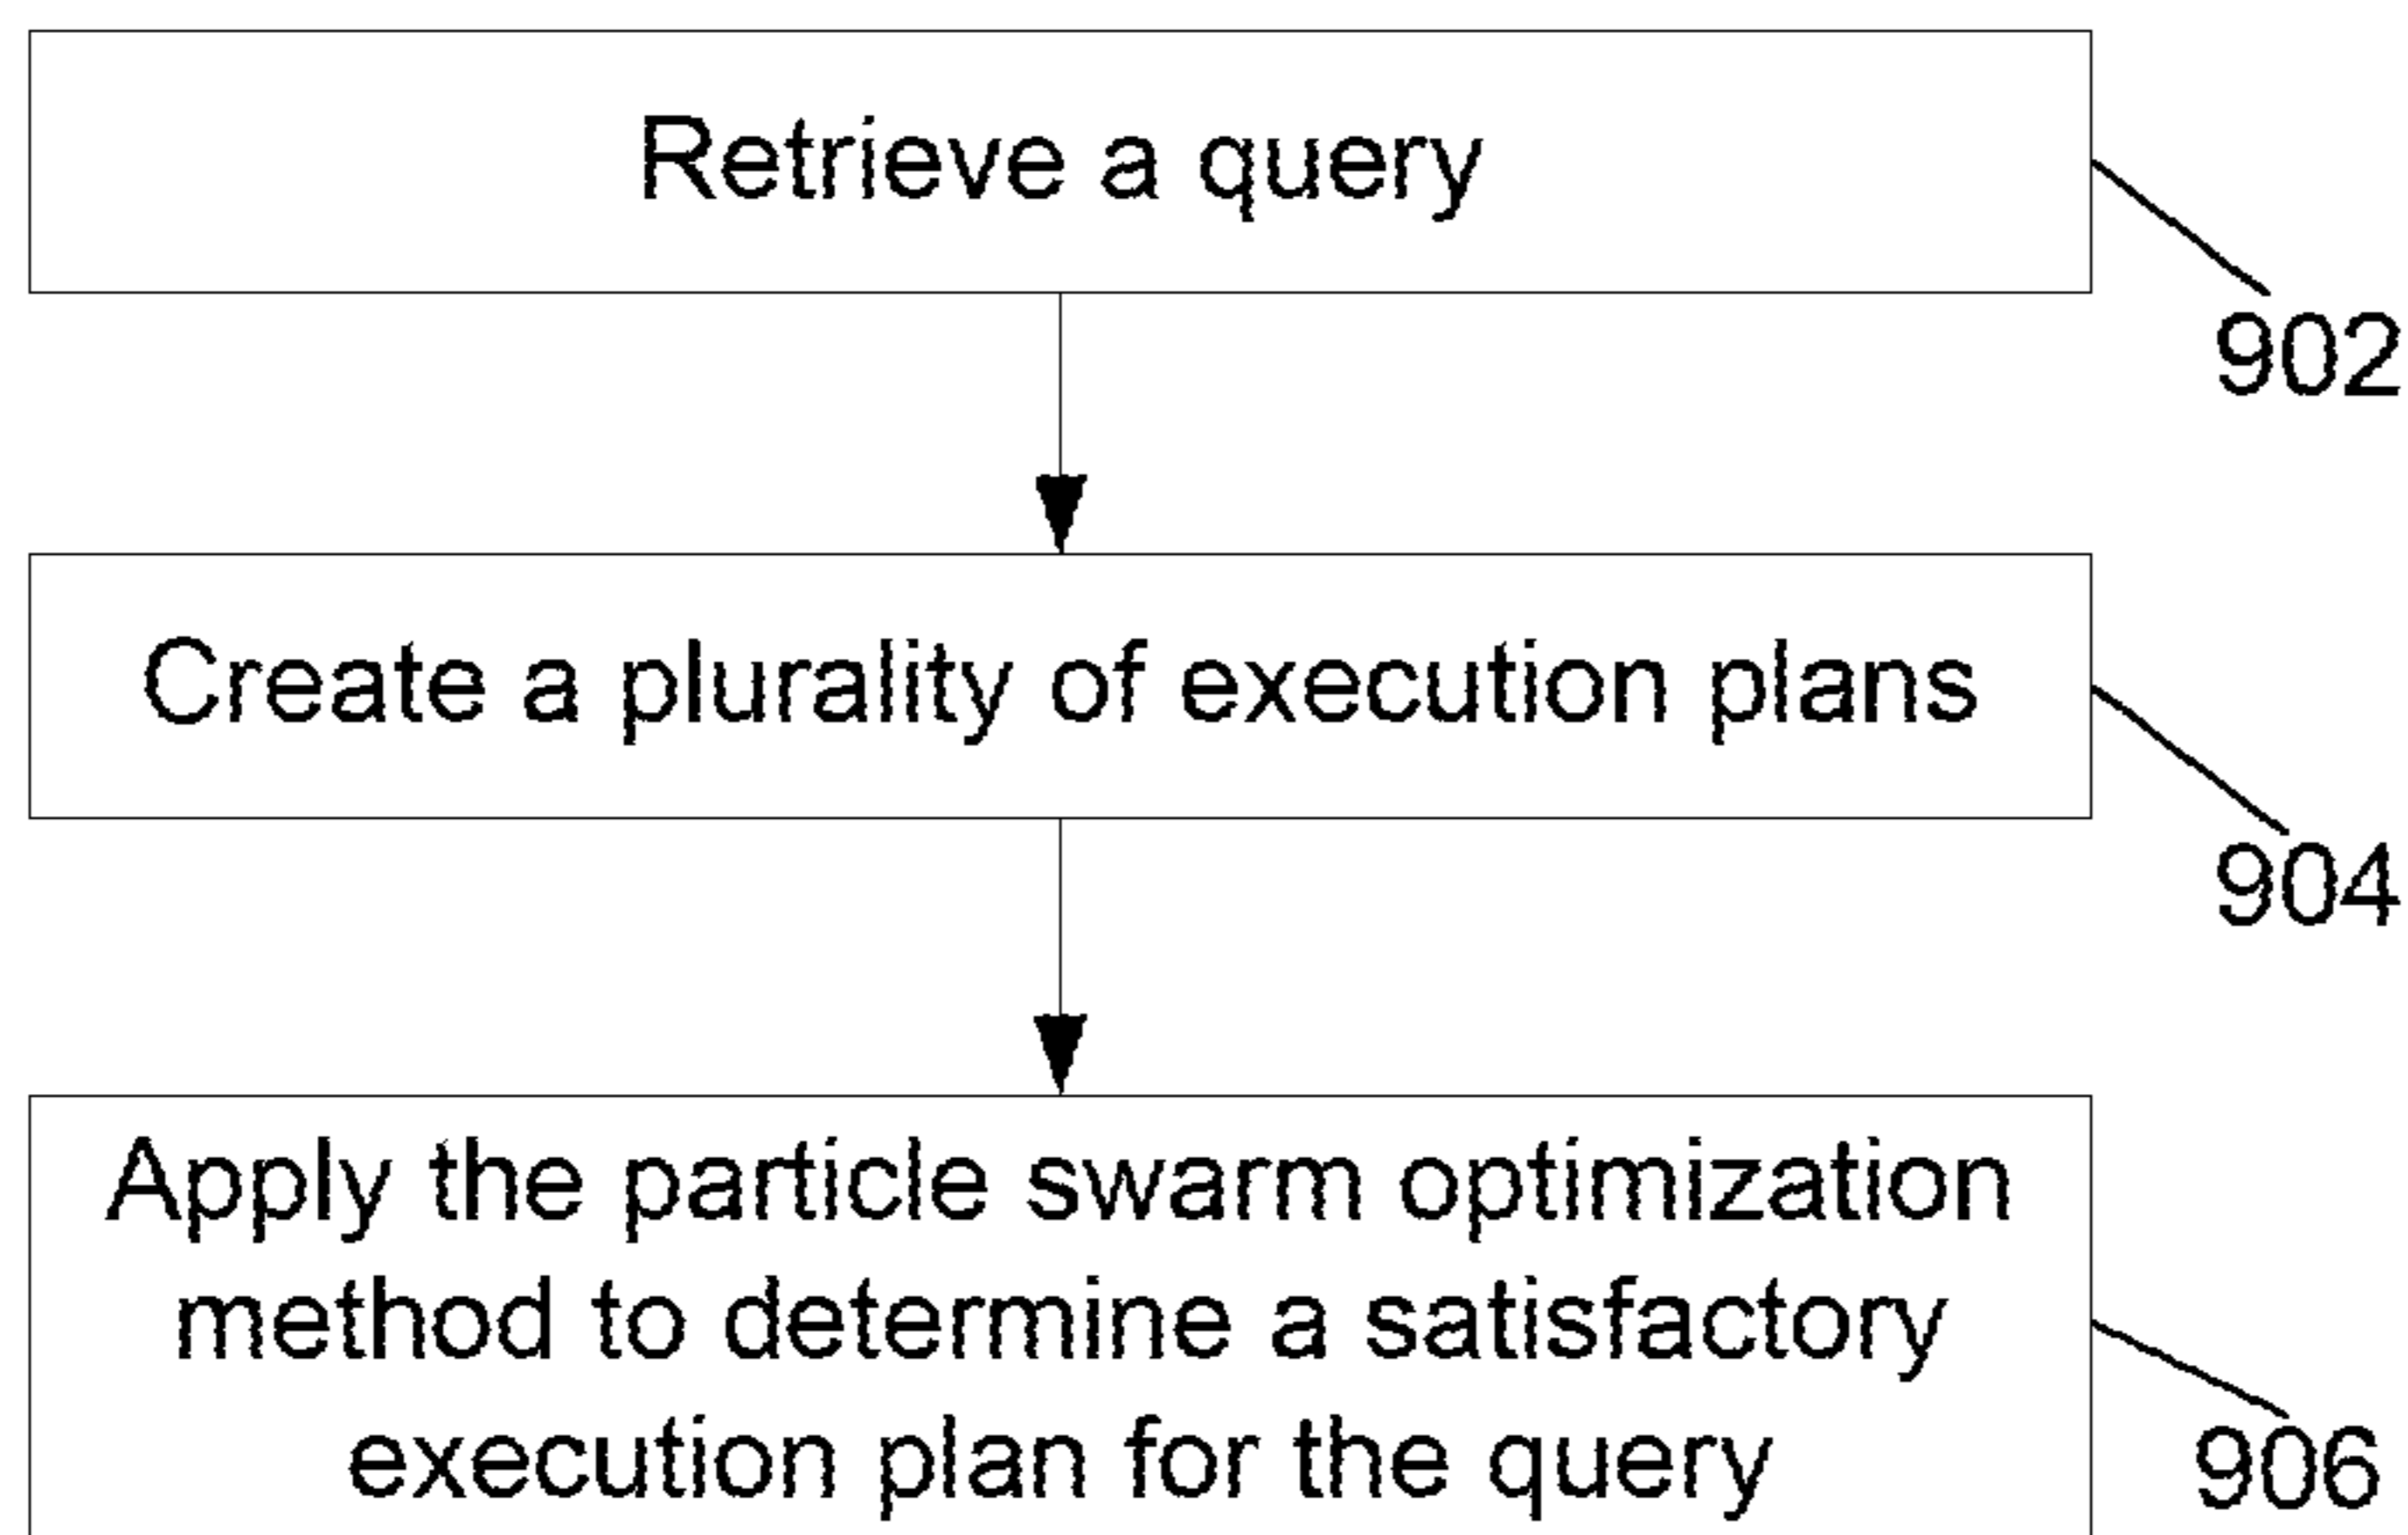 Retrieve a query
902
Create a plurality of execution plans
904
Apply the particle swarm optimization
method to determine a satisfactory
execution plan for the query
906